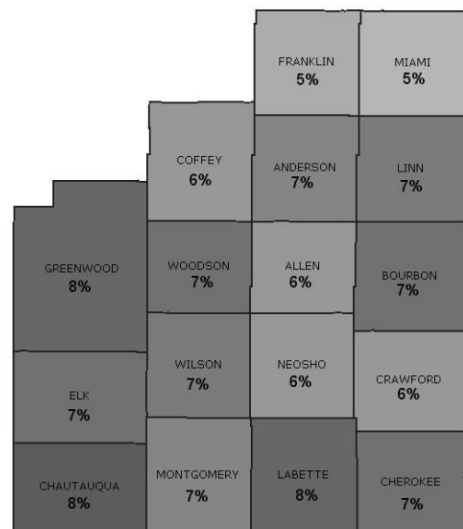 FRANKLIN
5%
MIAMI
5%
COFFEY
6%
ANDERSON
7%
LINN
7%
GREENWOOD
8%
WOODSON
7%
ALLEN
6%
BOURBON
7%
WILSON
7%
NEOSHO
6%
CRAWFORD
6%
ELK
7%
CHAUTAUQUA
8%
MONTGOMERY
7%
LABETTE
8%
CHEROKEE
7%